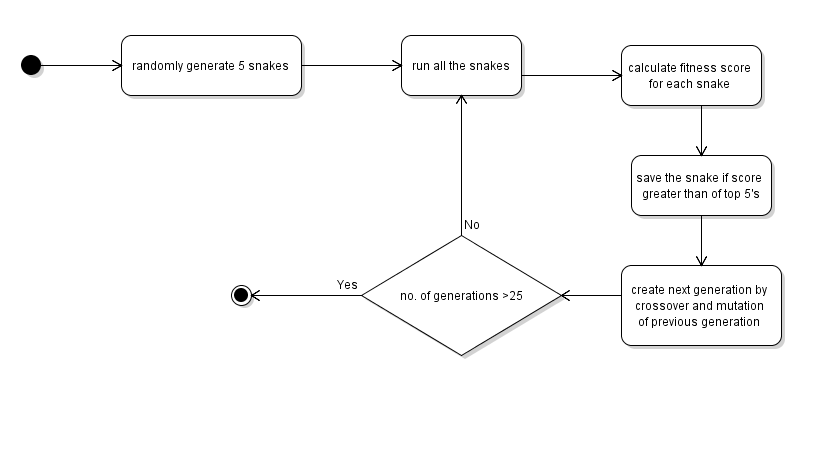 randomly generate 5 snakes
run all the snakes
calculate fitness score
for each snake
save the snake if score
greater than of top 5's
create next generation by
crossover and mutation
of previous generation
no. of generations >25
No
Yes